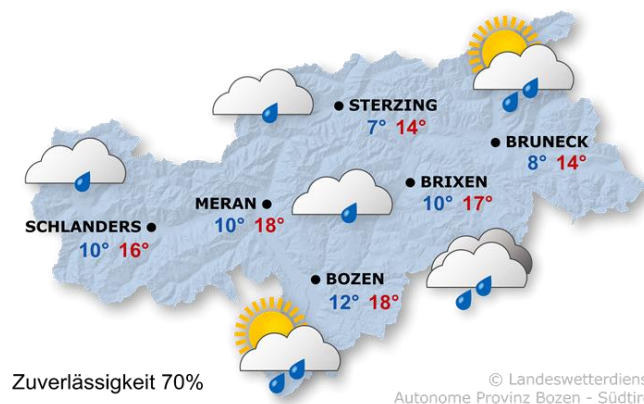 STERZING
7° 14°
BRUNECK
8° 14°
BRIXEN
10° 17°
MERAN
10° 18°
SCHLANDERS
10° 16°
BOZEN
12° 18°
Zuverlässigkeit 70%
© Landeswetterdiens
Autonome Provinz Bozen - Südtir